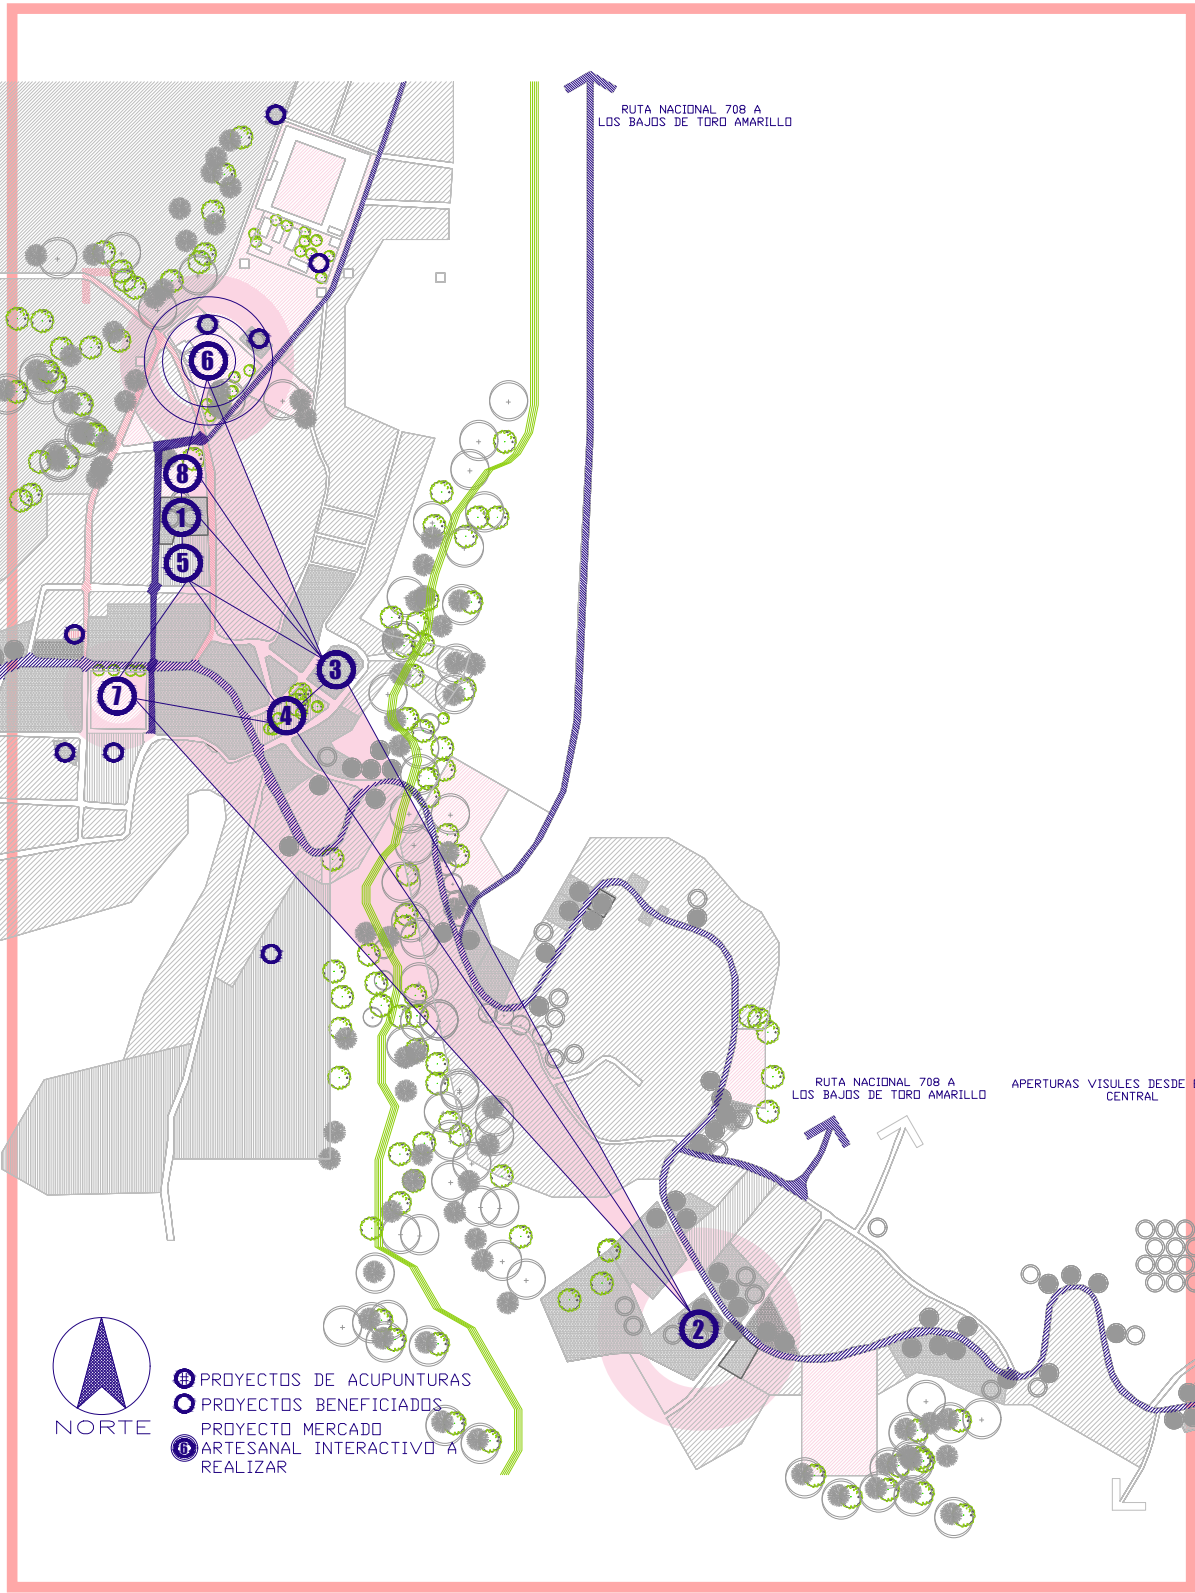 RUTA NACIONAL 708 A
LOS BAJOS DE TORO AMARILLO
6
8
1
5
3
7
4
RUTA NACIONAL 708 A
LOS BAJOS DE TORO AMARILLO
APERTURAS VISULES DESDE
CENTRAL
2
NORTE
PROYECTOS DE ACUPUNTURAS
PROYECTOS BENEFICIADOS
PROYECTO MERCADO
6 ARTESANAL INTERACTIVO A
REALIZAR